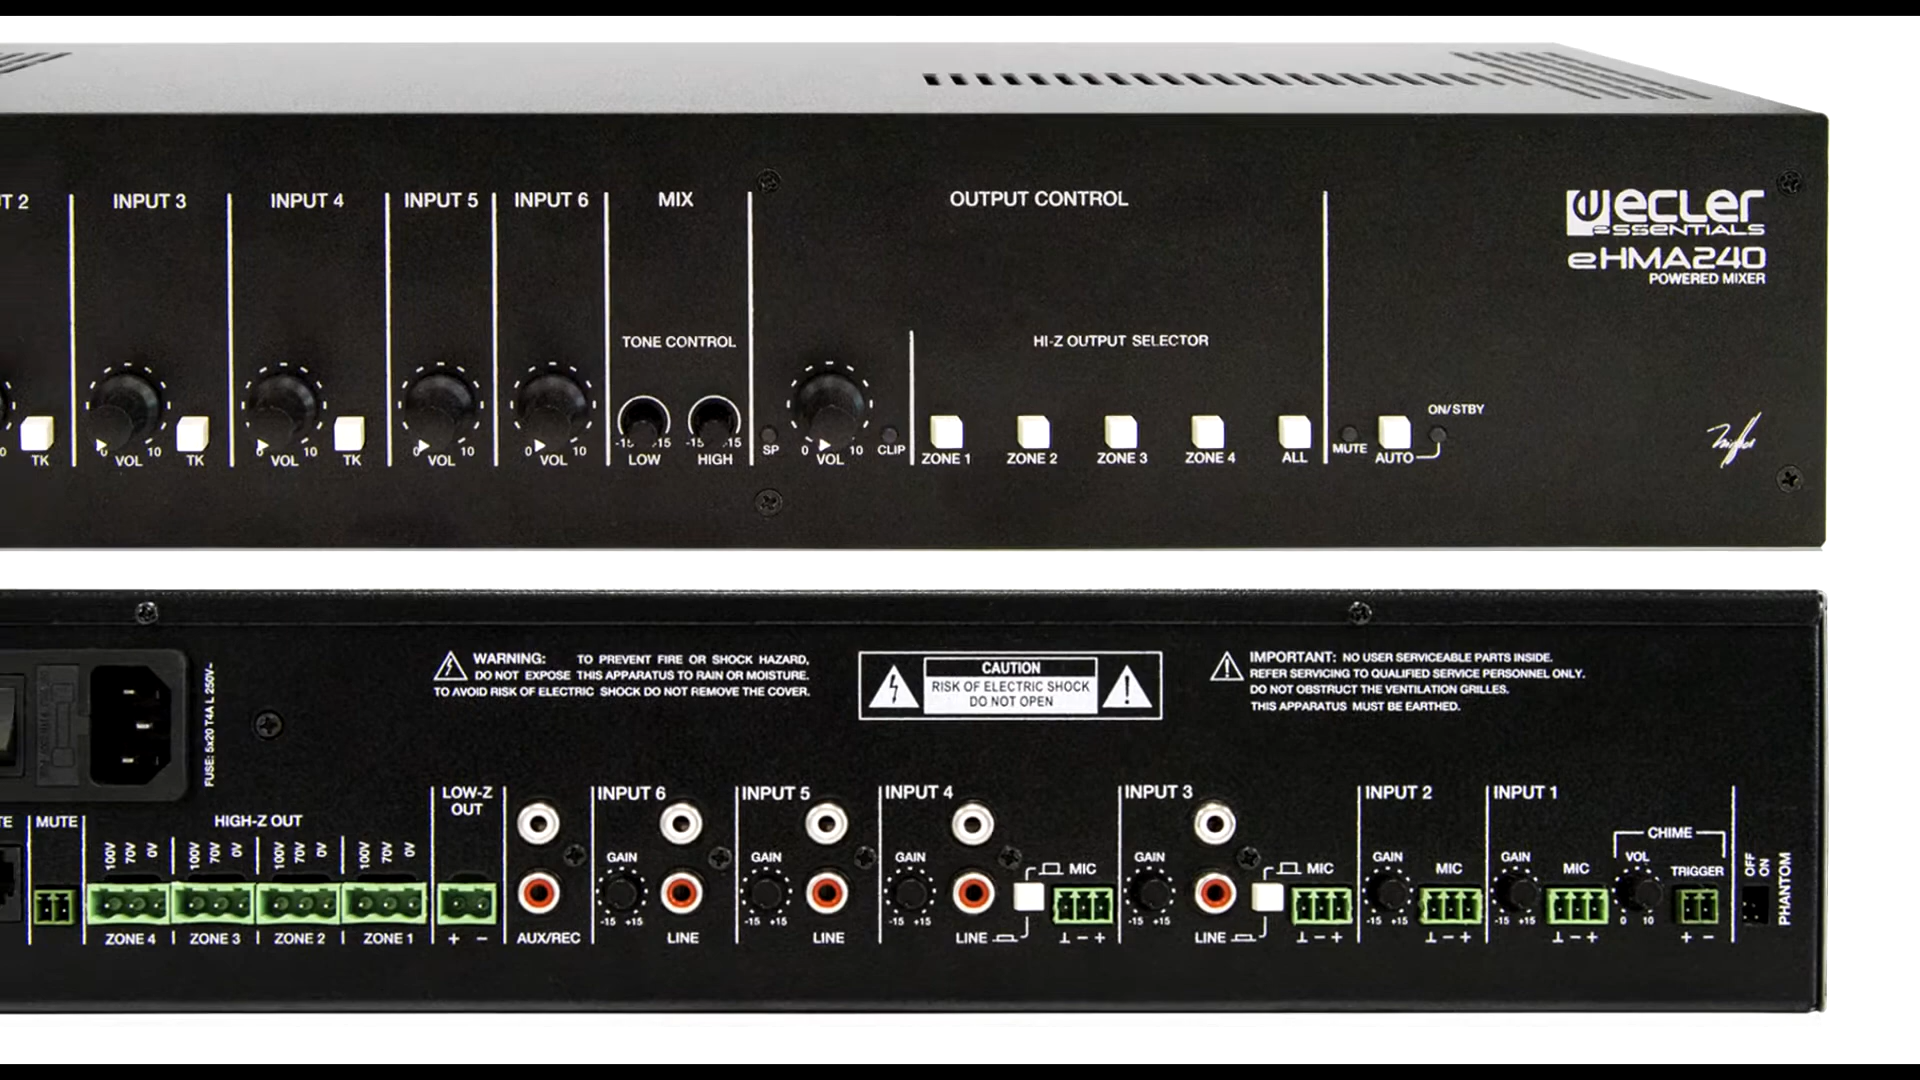 T 2
INPUT 3
INPUT 4
INPUT 5
INPUT 6
MIX
OUTPUT CONTROL
ecler
ESSENTIALS
eHMA240
POWERED MIXER
TONE CONTROL
HI-Z OUTPUT SELECTOR
ON/STBY
0 TK
0 VOL 10 TK
0 VOL 10 TK
0 VOL 10
0 VOL 10
-15 +15 LOW
-15 +15 HIGH
SP
0 VOL 10
CLIP
ZONE 1
ZONE 2
ZONE 3
ZONE 4
ALL
MUTE
AUTO
WARNING: TO PREVENT FIRE OR SHOCK HAZARD,
DO NOT EXPOSE THIS APPARATUS TO RAIN OR MOISTURE.
TO AVOID RISK OF ELECTRIC SHOCK DO NOT REMOVE THE COVER.
CAUTION
RISK OF ELECTRIC SHOCK
DO NOT OPEN
IMPORTANT: NO USER SERVICEABLE PARTS INSIDE.
REFER SERVICING TO QUALIFIED SERVICE PERSONNEL ONLY.
DO NOT OBSTRUCT THE VENTILATION GRILLES.
THIS APPARATUS MUST BE EARTHED.
FUSE: 5x20 T4A L 250V~
TE
MUTE
HIGH-Z OUT
100V 70V 0V
100V 70V 0V
100V 70V 0V
100V 70V 0V
ZONE 4
ZONE 3
ZONE 2
ZONE 1
LOW-Z
OUT
+ -
AUX/REC
INPUT 6
GAIN
-15 +15
LINE
INPUT 5
GAIN
-15 +15
LINE
INPUT 4
GAIN
-15 +15
LINE
MIC
⊥ - +
INPUT 3
GAIN
-15 +15
LINE
MIC
⊥ - +
INPUT 2
GAIN
-15 +15
MIC
⊥ - +
INPUT 1
GAIN
-15 +15
MIC
⊥ - +
CHIME
VOL
0 10
TRIGGER
+ -
OFF
ON
PHANTOM